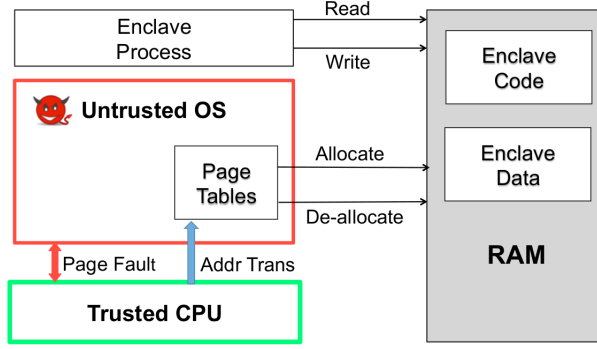 Enclave
Process
Read
Write
Untrusted OS
Page
Tables
Allocate
De-allocate
Enclave
Code
Enclave
Data
RAM
Page Fault
Addr Trans
Trusted CPU